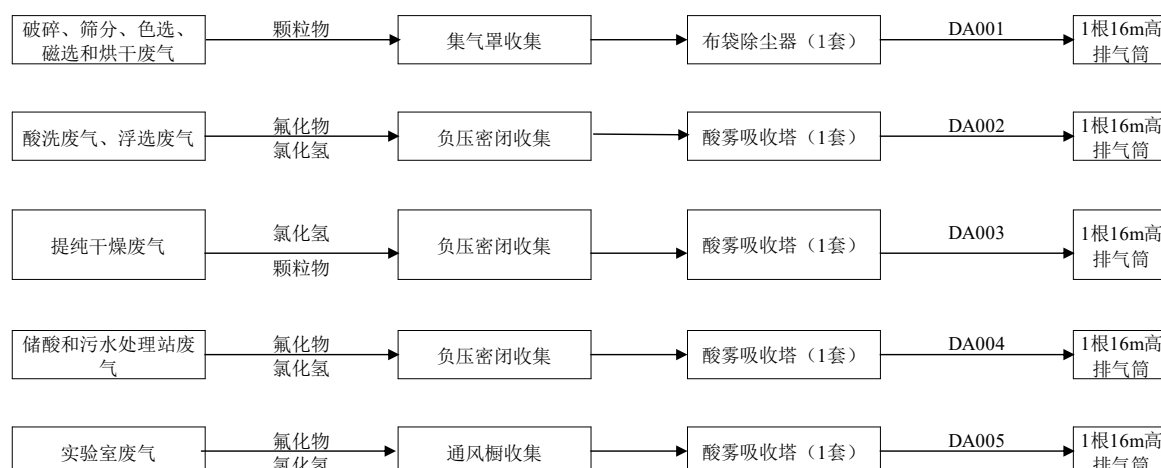 破碎、筛分、色选、
磁选和烘干废气
颗粒物
集气罩收集
布袋除尘器（1套）
DA001
1根16m高
排气筒
酸洗废气、浮选废气
氟化物
氯化氢
负压密闭收集
酸雾吸收塔（1套）
DA002
1根16m高
排气筒
提纯干燥废气
氯化氢
颗粒物
负压密闭收集
酸雾吸收塔（1套）
DA003
1根16m高
排气筒
储酸和污水处理站废
气
氟化物
氯化氢
负压密闭收集
酸雾吸收塔（1套）
DA004
1根16m高
排气筒
实验室废气
氟化物
氯化氢
通风橱收集
酸雾吸收塔（1套）
DA005
1根16m高
排气筒